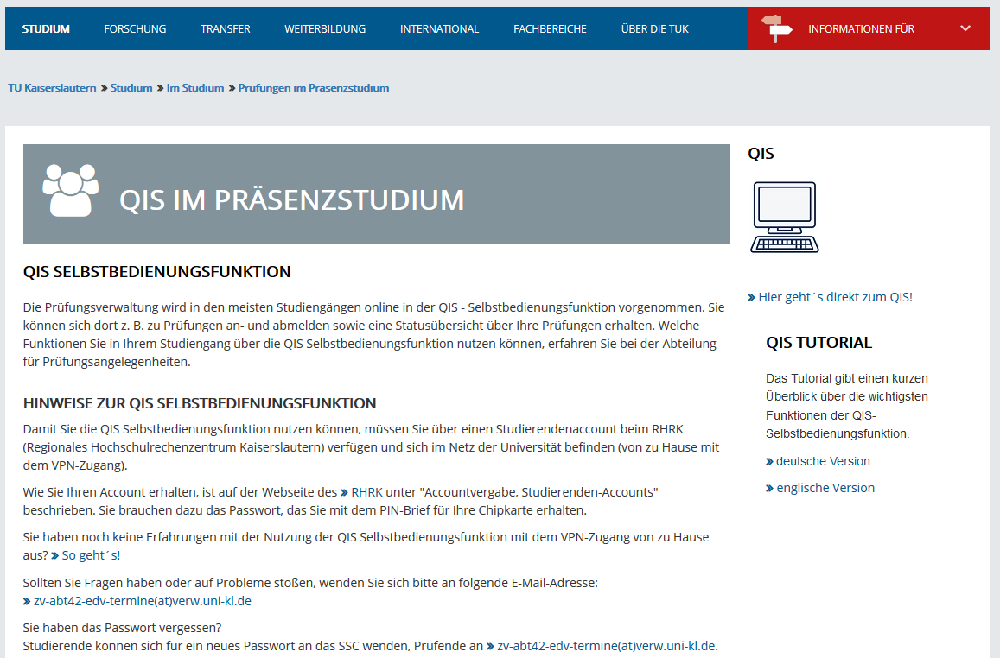 STUDIUM FORSCHUNG TRANSFER WEITERBILDUNG INTERNATIONAL FACHBEREICHE ÜBER DIE TUK INFORMATIONEN FÜR
TU Kaiserslautern » Studium » Im Studium » Prüfungen im Präsenzstudium
QIS IM PRÄSENZSTUDIUM
QIS SELBSTBEDIENUNGSFUNKTION
Die Prüfungsverwaltung wird in den meisten Studiengängen online in der QIS - Selbstbedienungsfunktion vorgenommen. Sie
können sich dort z. B. zu Prüfungen an- und abmelden sowie eine Statusübersicht über Ihre Prüfungen erhalten. Welche
Funktionen Sie in Ihrem Studiengang über die QIS Selbstbedienungsfunktion nutzen können, erfahren Sie bei der Abteilung
für Prüfungsangelegenheiten.
HINWEISE ZUR QIS SELBSTBEDIENUNGSFUNKTION
Damit Sie die QIS Selbstbedienungsfunktion nutzen können, müssen Sie über einen Studierendenaccount beim RHRK
(Regionales Hochschulrechenzentrum Kaiserslautern) verfügen und sich im Netz der Universität befinden (von zu Hause mit
dem VPN-Zugang).
Wie Sie Ihren Account erhalten, ist auf der Webseite des » RHRK unter "Accountvergabe, Studierenden-Accounts"
beschrieben. Sie brauchen dazu das Passwort, das Sie mit dem PIN-Brief für Ihre Chipkarte erhalten.
Sie haben noch keine Erfahrungen mit der Nutzung der QIS Selbstbedienungsfunktion mit dem VPN-Zugang von zu Hause
aus? » So geht´s!
Sollten Sie Fragen haben oder auf Probleme stoßen, wenden Sie sich bitte an folgende E-Mail-Adresse:
» zv-abt42-edv-termine(at)verw.uni-kl.de
Sie haben das Passwort vergessen?
Studierende können sich für ein neues Passwort an das SSC wenden, Prüfende an » zv-abt42-edv-termine(at)verw.uni-kl.de.
QIS
» Hier geht´s direkt zum QIS!
QIS TUTORIAL
Das Tutorial gibt einen kurzen
Überblick über die wichtigsten
Funktionen der QIS-
Selbstbedienungsfunktion.
» deutsche Version
» englische Version